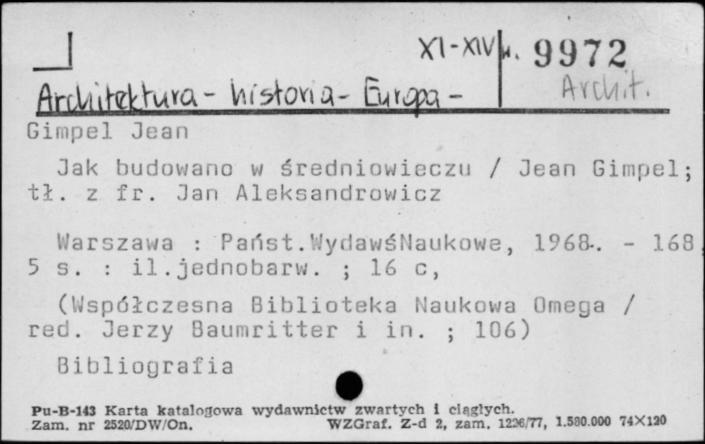 XI-XIV w. 9972
Architektura - historia - Europa - Archit.
Gimpel Jean
Jak budowano w średniowieczu / Jean Gimpel;
tł. z fr. Jan Aleksandrowicz
Warszawa : Państ.WydawśNaukowe, 1968. - 168,
5 s. : il.jednobarw. ; 16 c,
(Współczesna Biblioteka Naukowa Omega /
red. Jerzy Baumritter i in. ; 106)
Bibliografia
Pu-B-143 Karta katalogowa wydawnictw zwartych i ciągłych.
Zam. nr 2520/DW/On. WZGraf. Z-d 2, zam. 1226/77, 1.580.000 74X120